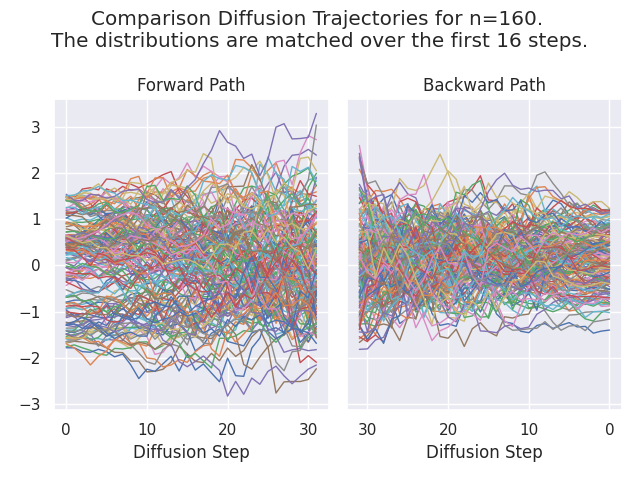 Comparison Diffusion Trajectories for n=160.
The distributions are matched over the first 16 steps.
Forward Path
Backward Path
3
2
1
0
−1
−2
−3
0 10 20 30
30 20 10 0
Diffusion Step
Diffusion Step